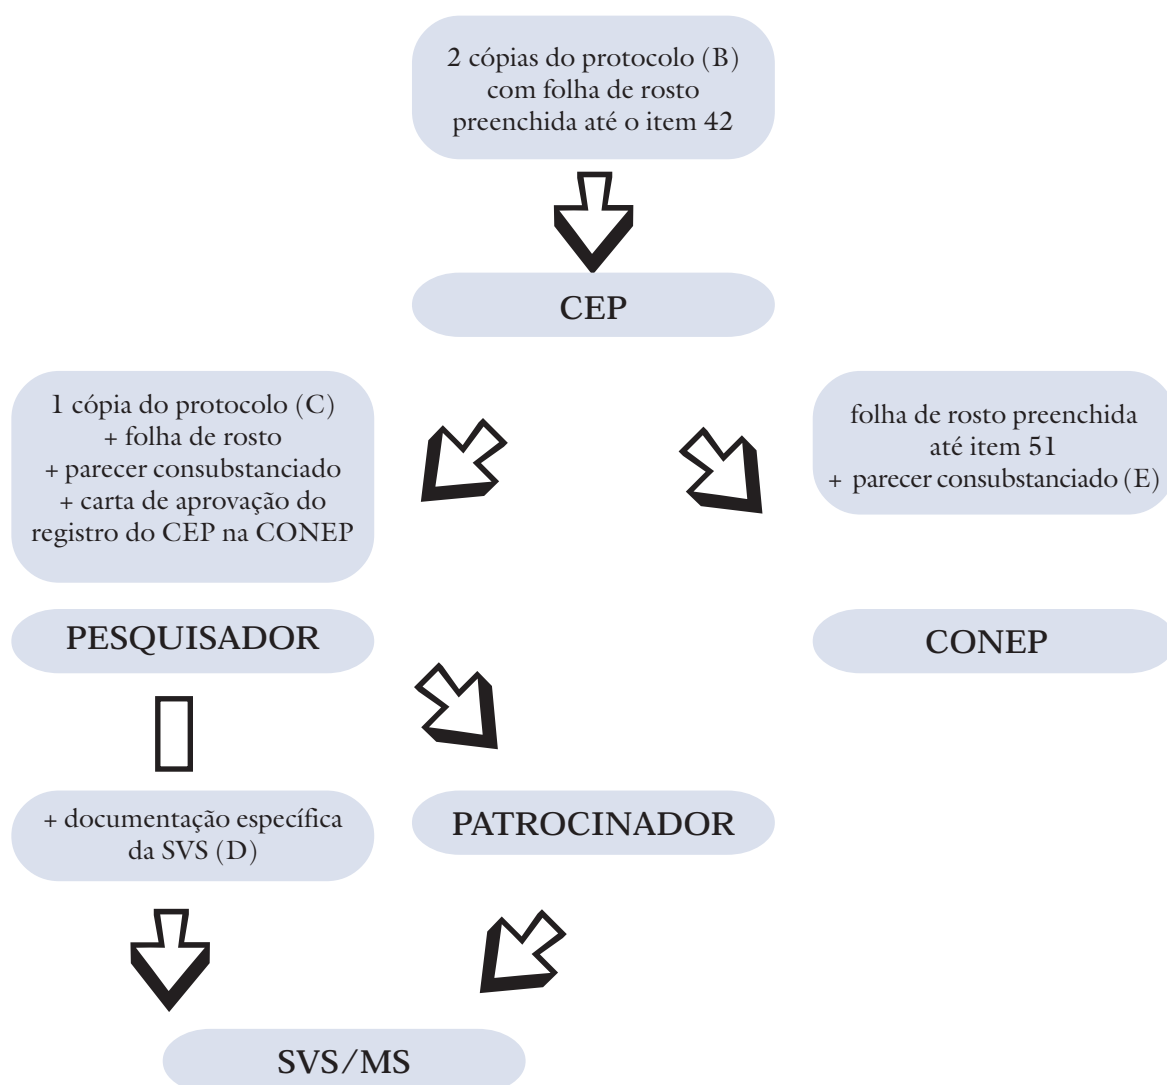 2 cópias do protocolo (B)
com folha de rosto
preenchida até o item 42
CEP
1 cópia do protocolo (C)
+ folha de rosto
+ parecer consubstanciado
+ carta de aprovação do
registro do CEP na CONEP
folha de rosto preenchida
até item 51
+ parecer consubstanciado (E)
PESQUISADOR
CONEP
+ documentação específica
da SVS (D)
PATROCINADOR
SVS/MS